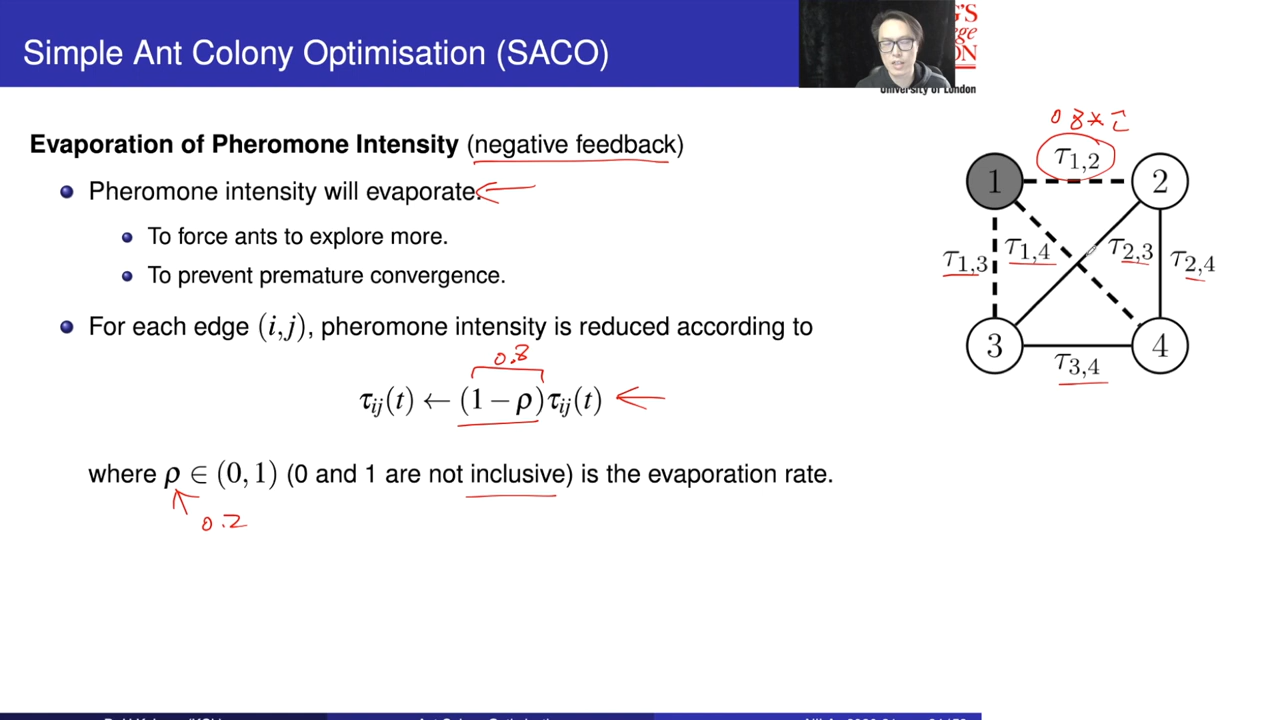 Simple Ant Colony Optimisation (SACO)
University of London
Evaporation of Pheromone Intensity (negative feedback)
Pheromone intensity will evaporate.
To force ants to explore more.
To prevent premature convergence.
For each edge (i,j), pheromone intensity is reduced according to
0.8
τij(t) ← (1 − ρ)τij(t)
where ρ ∈ (0,1) (0 and 1 are not inclusive) is the evaporation rate.
0.2
τ1,2
1
2
τ1,3
τ1,4
τ2,3
τ2,4
3
4
τ3,4